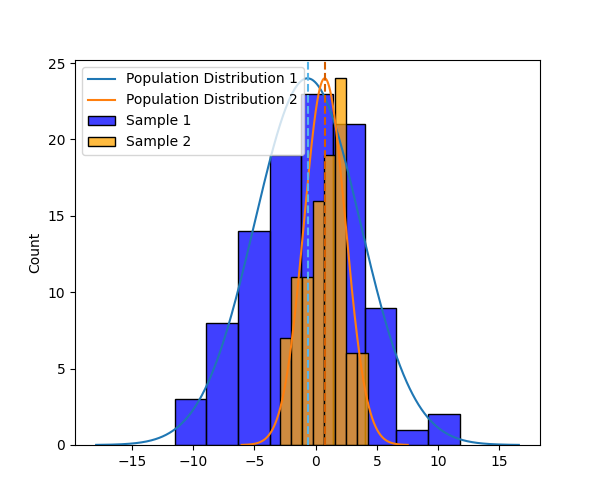 Population Distribution 1
Population Distribution 2
Sample 1
Sample 2
Count
25
20
15
10
5
0
−15 −10 −5 0 5 10 15